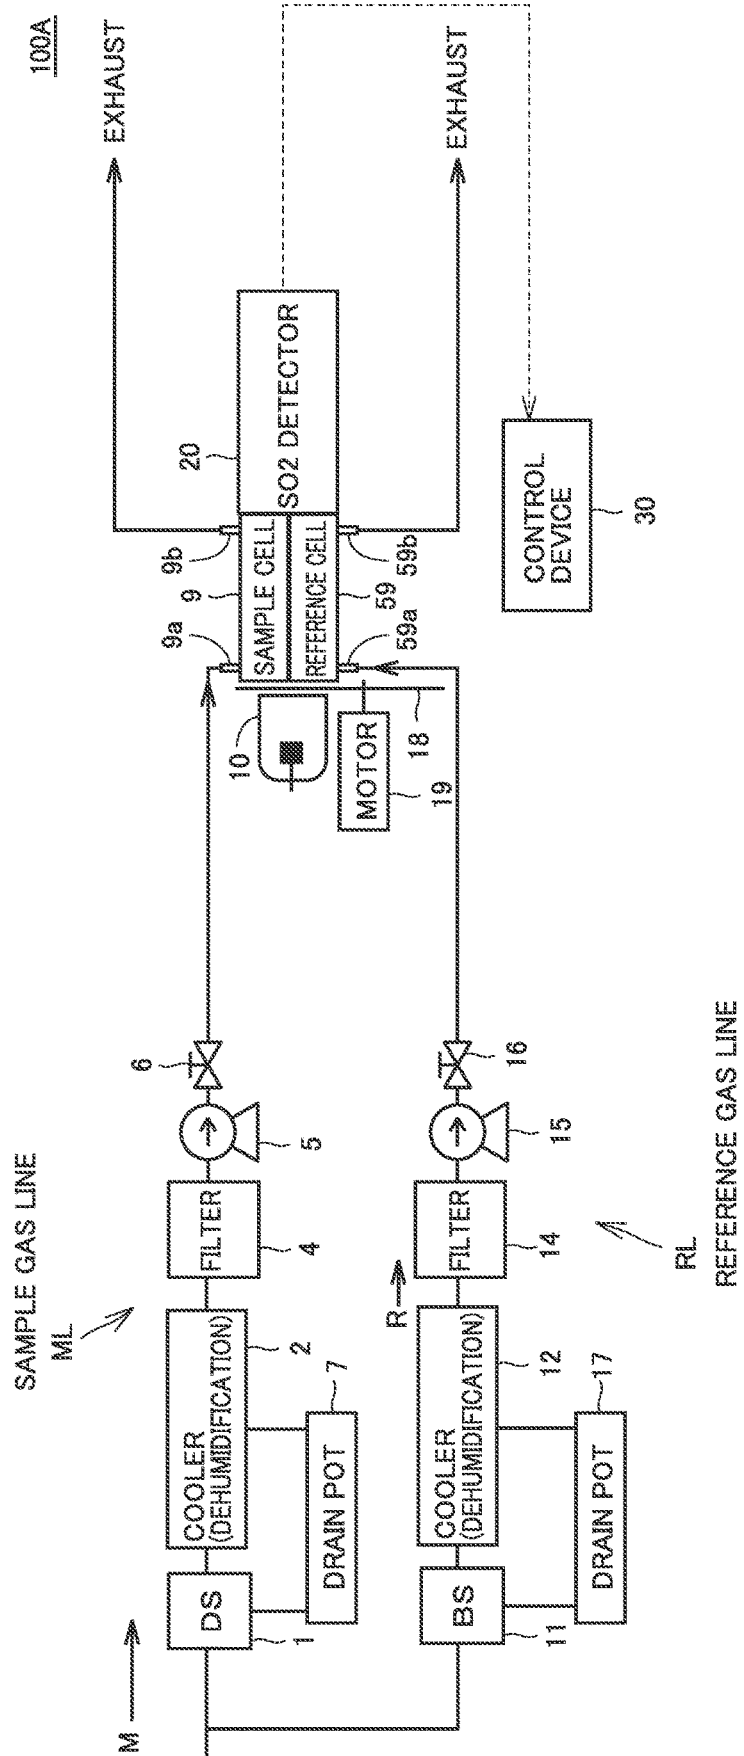 100A
SAMPLE GAS LINE
ML
M
DS
1
COOLER
(DEHUMIDIFICATION)
2
DRAIN POT
7
FILTER
4
5
6
9a
9
9b
SAMPLE CELL
REFERENCE CELL
20
SO2 DETECTOR
EXHAUST
10
MOTOR
19
18
59a
59
59b
EXHAUST
CONTROL
DEVICE
30
BS
11
COOLER
(DEHUMIDIFICATION)
12
DRAIN POT
17
R
FILTER
14
15
16
RL
REFERENCE GAS LINE